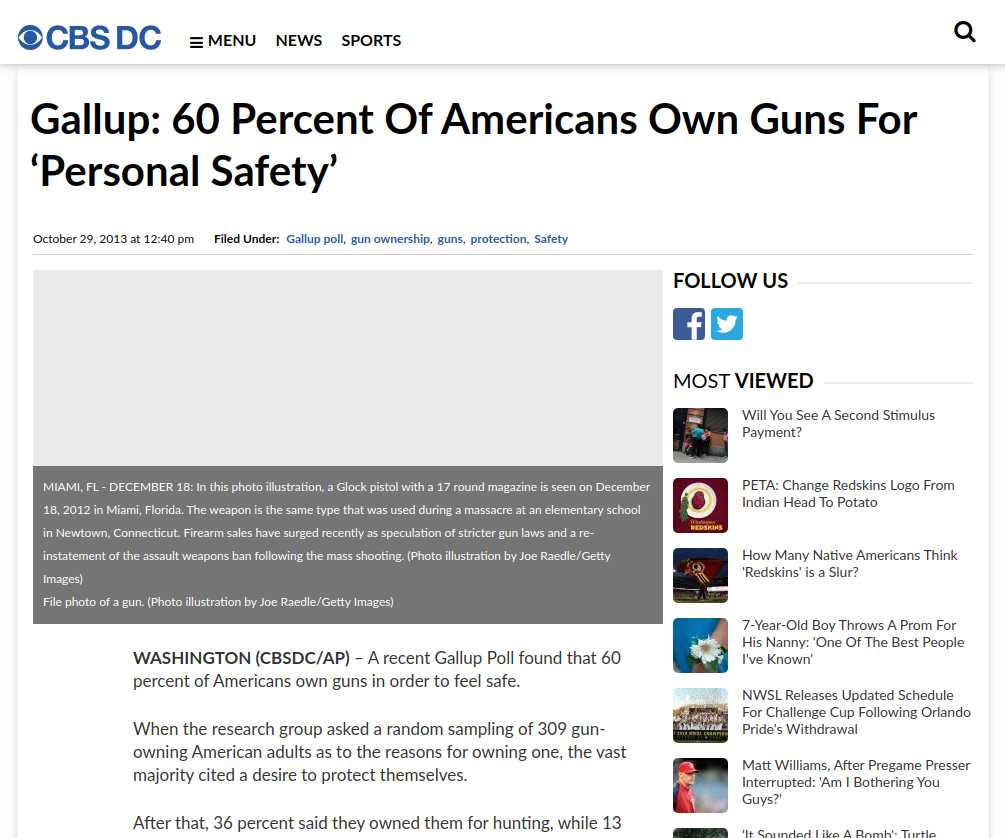 CBS DC
MENU NEWS SPORTS
Gallup: 60 Percent Of Americans Own Guns For
‘Personal Safety’
October 29, 2013 at 12:40 pm Filed Under: Gallup poll, gun ownership, guns, protection, Safety
MIAMI, FL - DECEMBER 18: In this photo illustration, a Glock pistol with a 17 round magazine is seen on December
18, 2012 in Miami, Florida. The weapon is the same type that was used during a massacre at an elementary school
in Newtown, Connecticut. Firearm sales have surged recently as speculation of stricter gun laws and a re-
instatement of the assault weapons ban following the mass shooting. (Photo illustration by Joe Raedle/Getty
Images)
File photo of a gun. (Photo illustration by Joe Raedle/Getty Images)
WASHINGTON (CBSDC/AP) – A recent Gallup Poll found that 60
percent of Americans own guns in order to feel safe.
When the research group asked a random sampling of 309 gun-
owning American adults as to the reasons for owning one, the vast
majority cited a desire to protect themselves.
After that, 36 percent said they owned them for hunting, while 13
FOLLOW US
MOST VIEWED
Will You See A Second Stimulus
Payment?
PETA: Change Redskins Logo From
Indian Head To Potato
Washington
REDSKINS
How Many Native Americans Think
'Redskins' is a Slur?
7-Year-Old Boy Throws A Prom For
His Nanny: 'One Of The Best People
I've Known'
NWSL Releases Updated Schedule
For Challenge Cup Following Orlando
Pride's Withdrawal
Matt Williams, After Pregame Presser
Interrupted: 'Am I Bothering You
Guys?'
'It Sounded Like A Bomb': Turtle